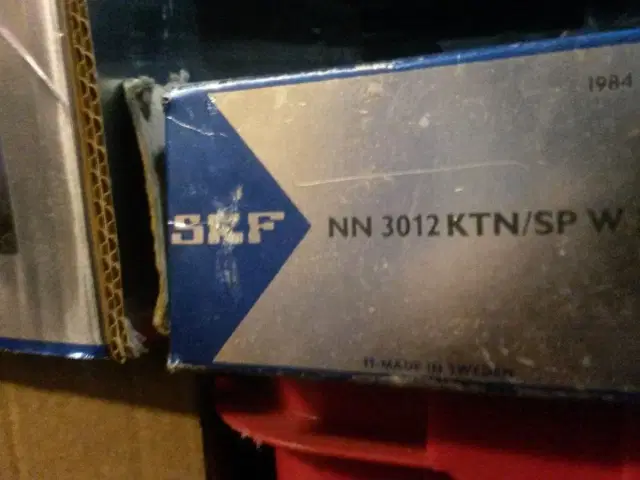 1984
SKF
NN 3012 KTN/SP W
MADE IN SWEDEN